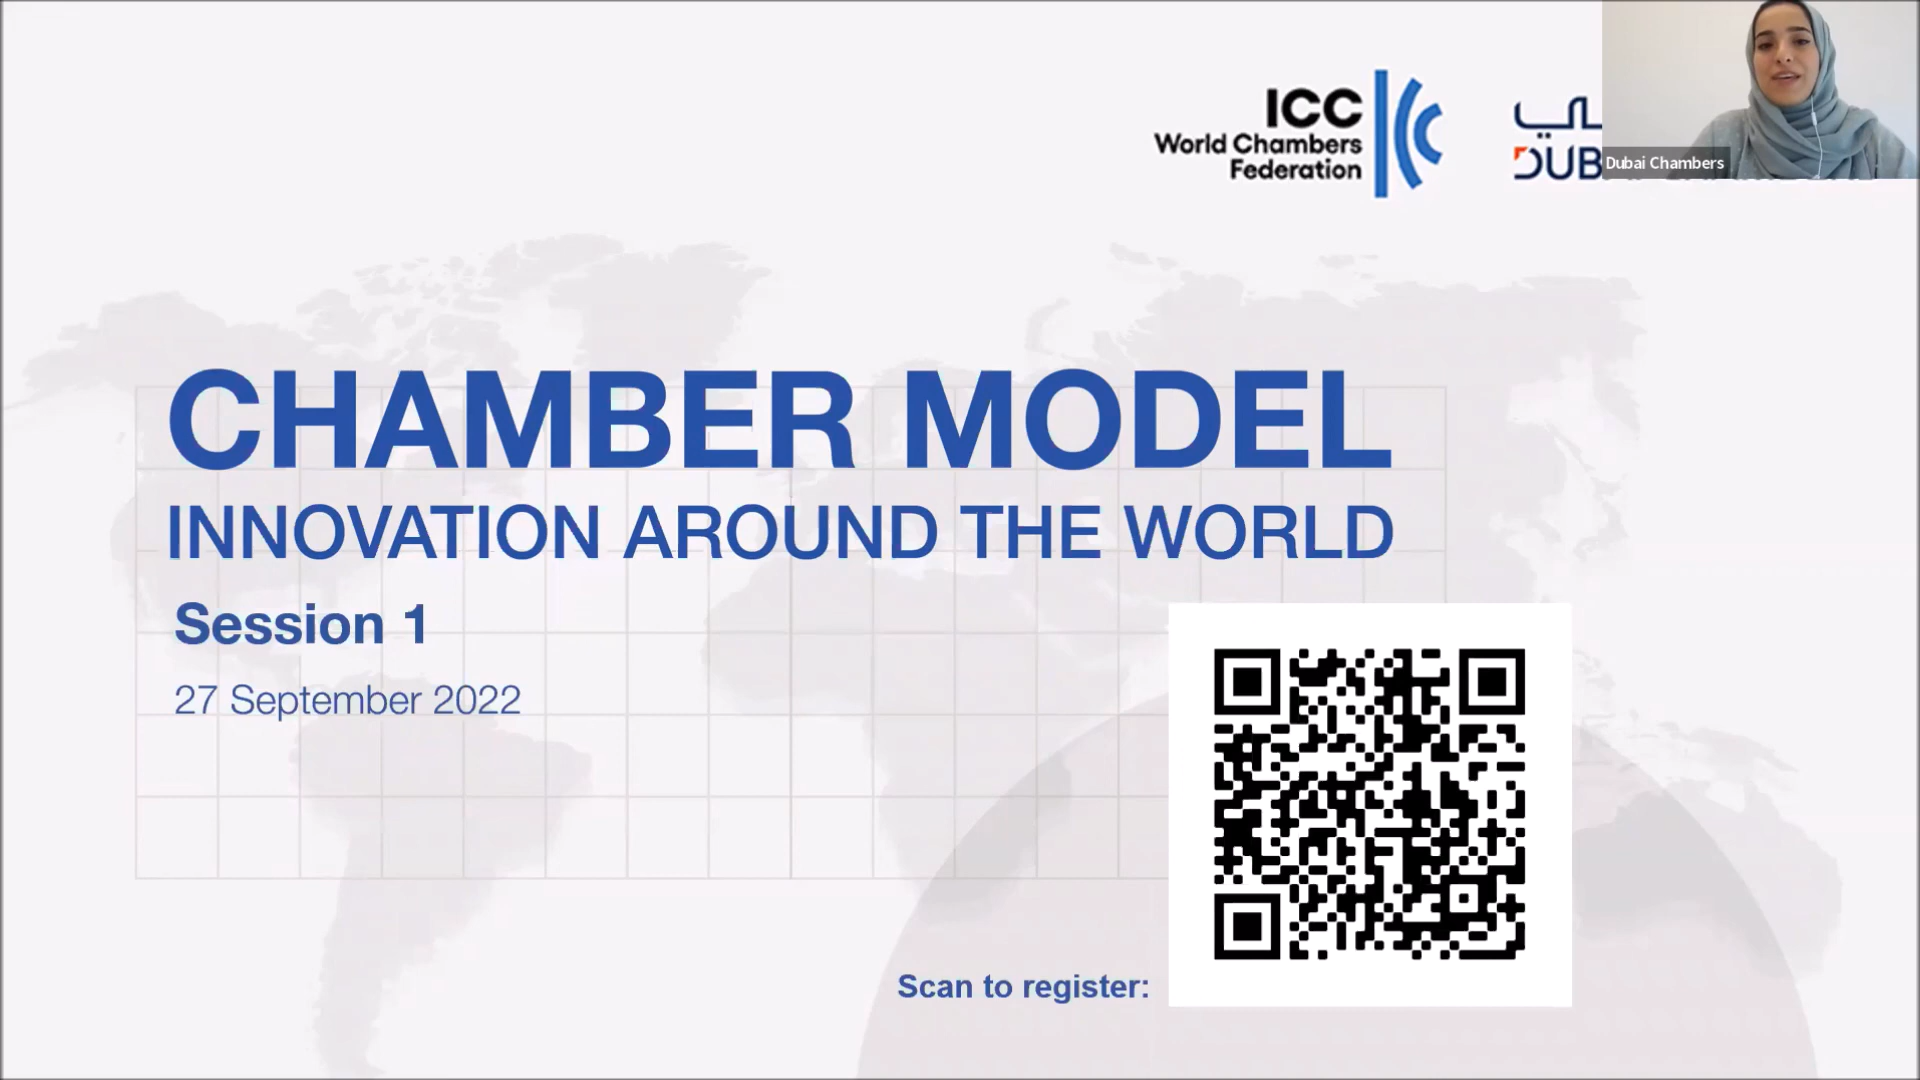 ICC
World Chambers
Federation
Dubai Chambers
CHAMBER MODEL
INNOVATION AROUND THE WORLD
Session 1
27 September 2022
Scan to register: